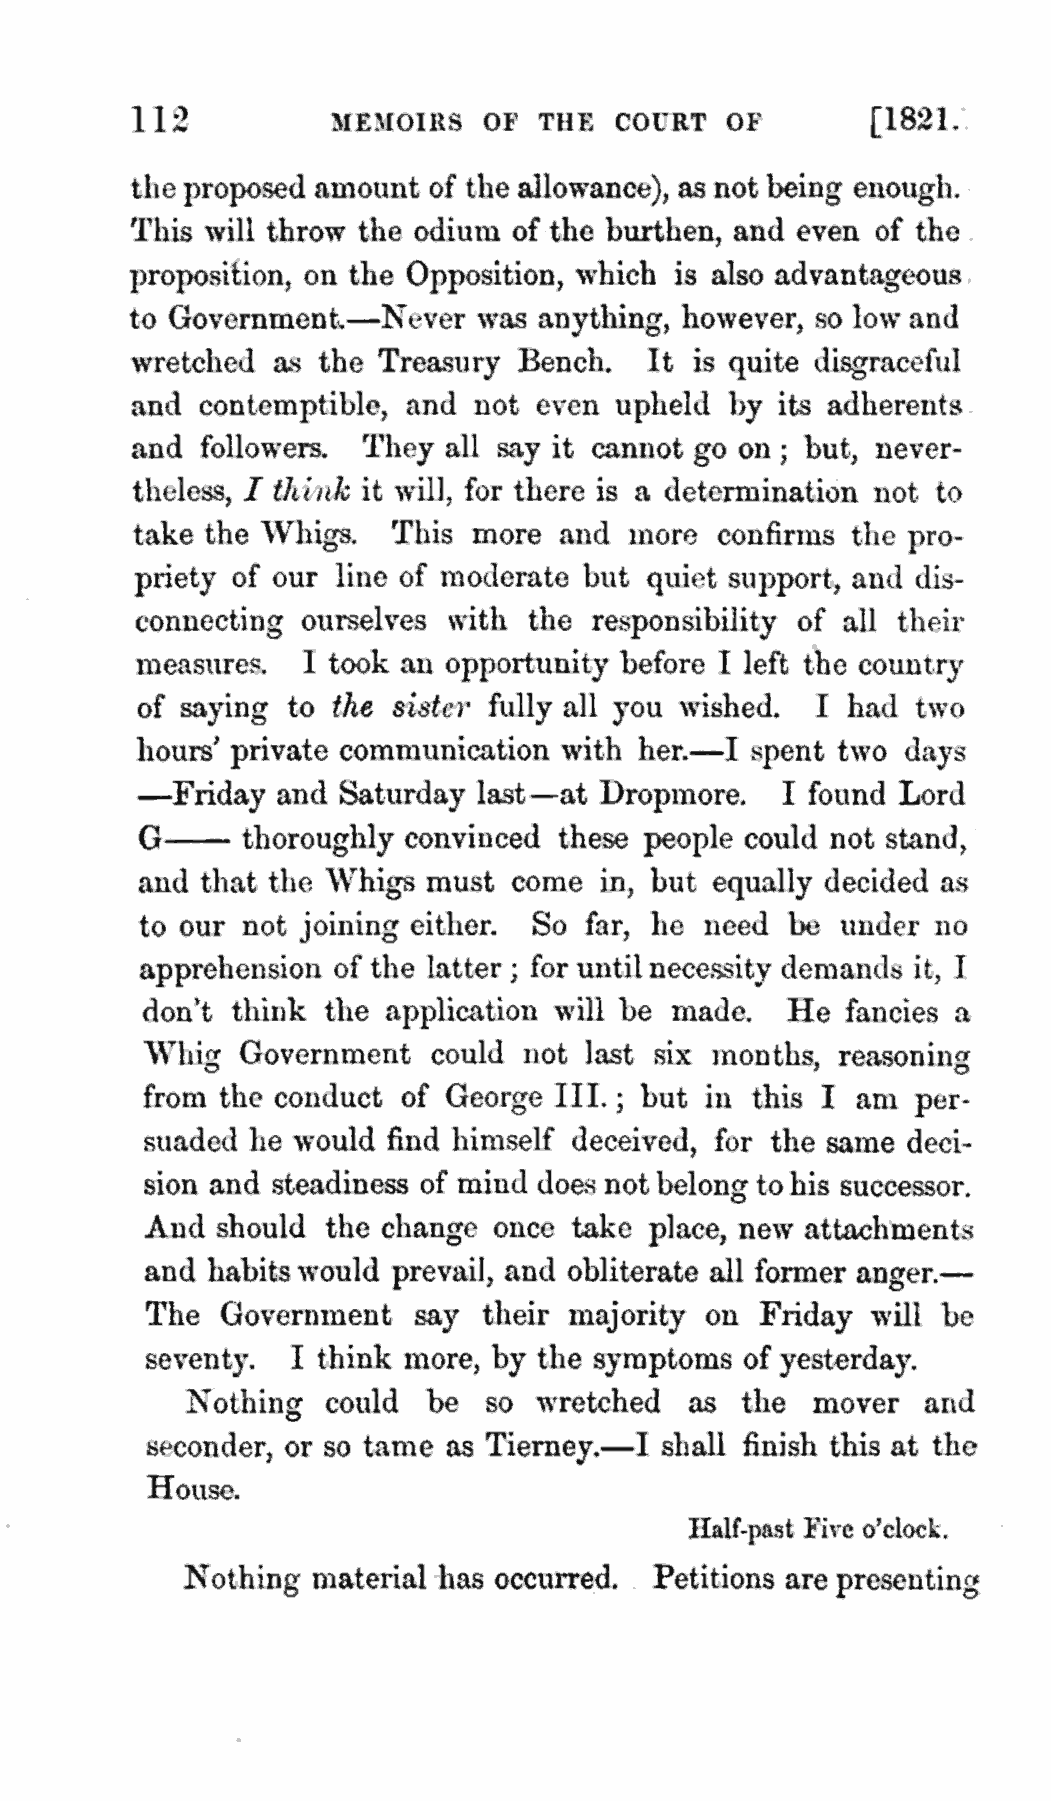 112 MEMOIRS OF THE COURT OF [1821.
the proposed amount of the allowance), as not being enough.
This will throw the odium of the burthen, and even of the
proposition, on the Opposition, which is also advantageous
to Government.—Never was anything, however, so low and
wretched as the Treasury Bench. It is quite disgraceful
and contemptible, and not even upheld by its adherents
and followers. They all say it cannot go on ; but, never-
theless, I think it will, for there is a determination not to
take the Whigs. This more and more confirms the pro-
priety of our line of moderate but quiet support, and dis-
connecting ourselves with the responsibility of all their
measures. I took an opportunity before I left the country
of saying to the sister fully all you wished. I had two
hours' private communication with her.—I spent two days
—Friday and Saturday last—at Dropmore. I found Lord
G—— thoroughly convinced these people could not stand,
and that the Whigs must come in, but equally decided as
to our not joining either. So far, he need be under no
apprehension of the latter ; for until necessity demands it, I
don't think the application will be made. He fancies a
Whig Government could not last six months, reasoning
from the conduct of George III. ; but in this I am per-
suaded he would find himself deceived, for the same deci-
sion and steadiness of mind does not belong to his successor.
And should the change once take place, new attachments
and habits would prevail, and obliterate all former anger.—
The Government say their majority on Friday will be
seventy. I think more, by the symptoms of yesterday.
Nothing could be so wretched as the mover and
seconder, or so tame as Tierney.—I shall finish this at the
House.
Half-past Five o'clock.
Nothing material has occurred. Petitions are presenting